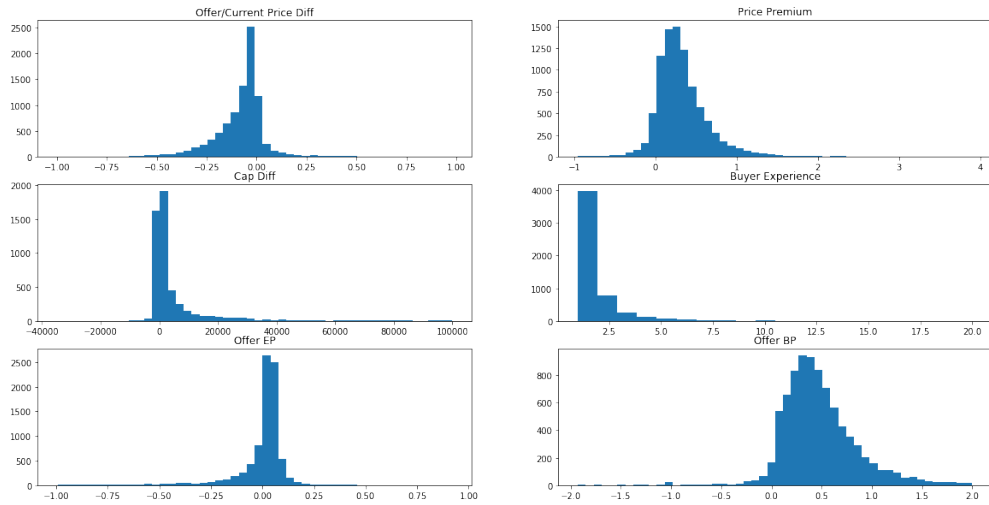 Offer/Current Price Diff
2500
2000
1500
1000
500
0
−1.00 −0.75 −0.50 −0.25 0.00 0.25 0.50 0.75 1.00
Price Premium
1500
1250
1000
750
500
250
0
−1 0 1 2 3 4
Cap Diff
2000
1500
1000
500
0
−40000 −20000 0 20000 40000 60000 80000 100000
Buyer Experience
4000
3000
2000
1000
0
2.5 5.0 7.5 10.0 12.5 15.0 17.5 20.0
Offer EP
2500
2000
1500
1000
500
0
−1.00 −0.75 −0.50 −0.25 0.00 0.25 0.50 0.75 1.00
Offer BP
800
600
400
200
0
−2.0 −1.5 −1.0 −0.5 0.0 0.5 1.0 1.5 2.0